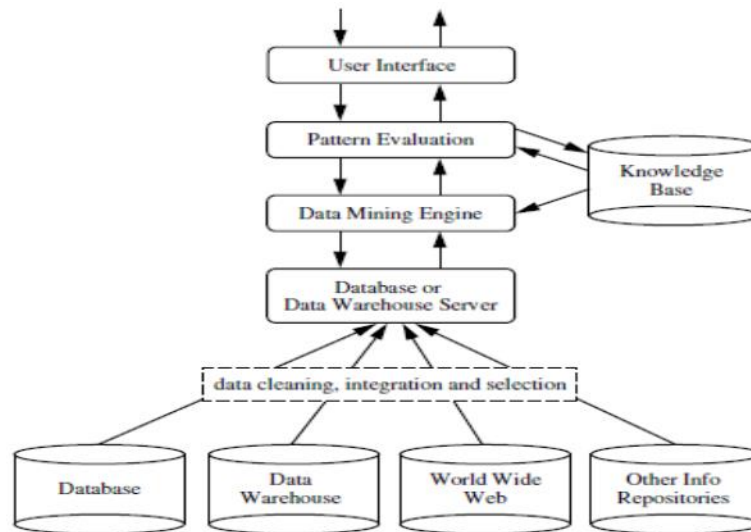 User Interface
Pattern Evaluation
Knowledge
Base
Data Mining Engine
Database or
Data Warehouse Server
data cleaning, integration and selection
Database
Data
Warehouse
World Wide
Web
Other Info
Repositories